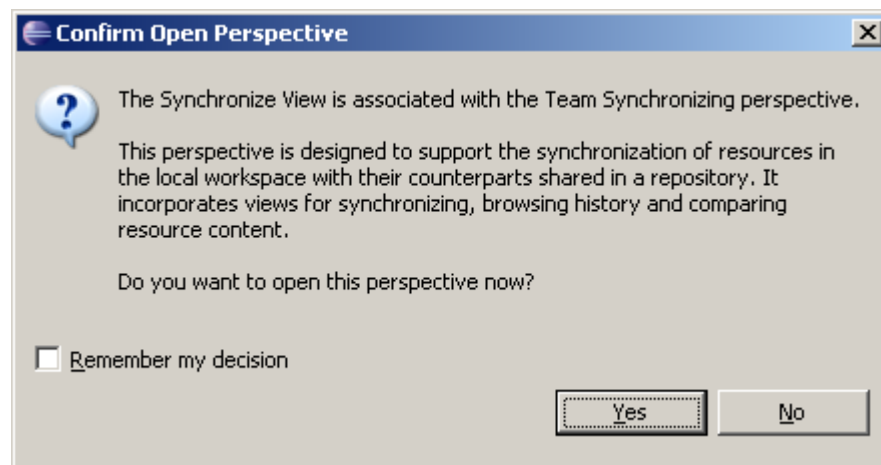 Confirm Open Perspective
The Synchronize View is associated with the Team Synchronizing perspective.
This perspective is designed to support the synchronization of resources in
the local workspace with their counterparts shared in a repository. It
incorporates views for synchronizing, browsing history and comparing
resource content.
Do you want to open this perspective now?
Remember my decision
Yes
No